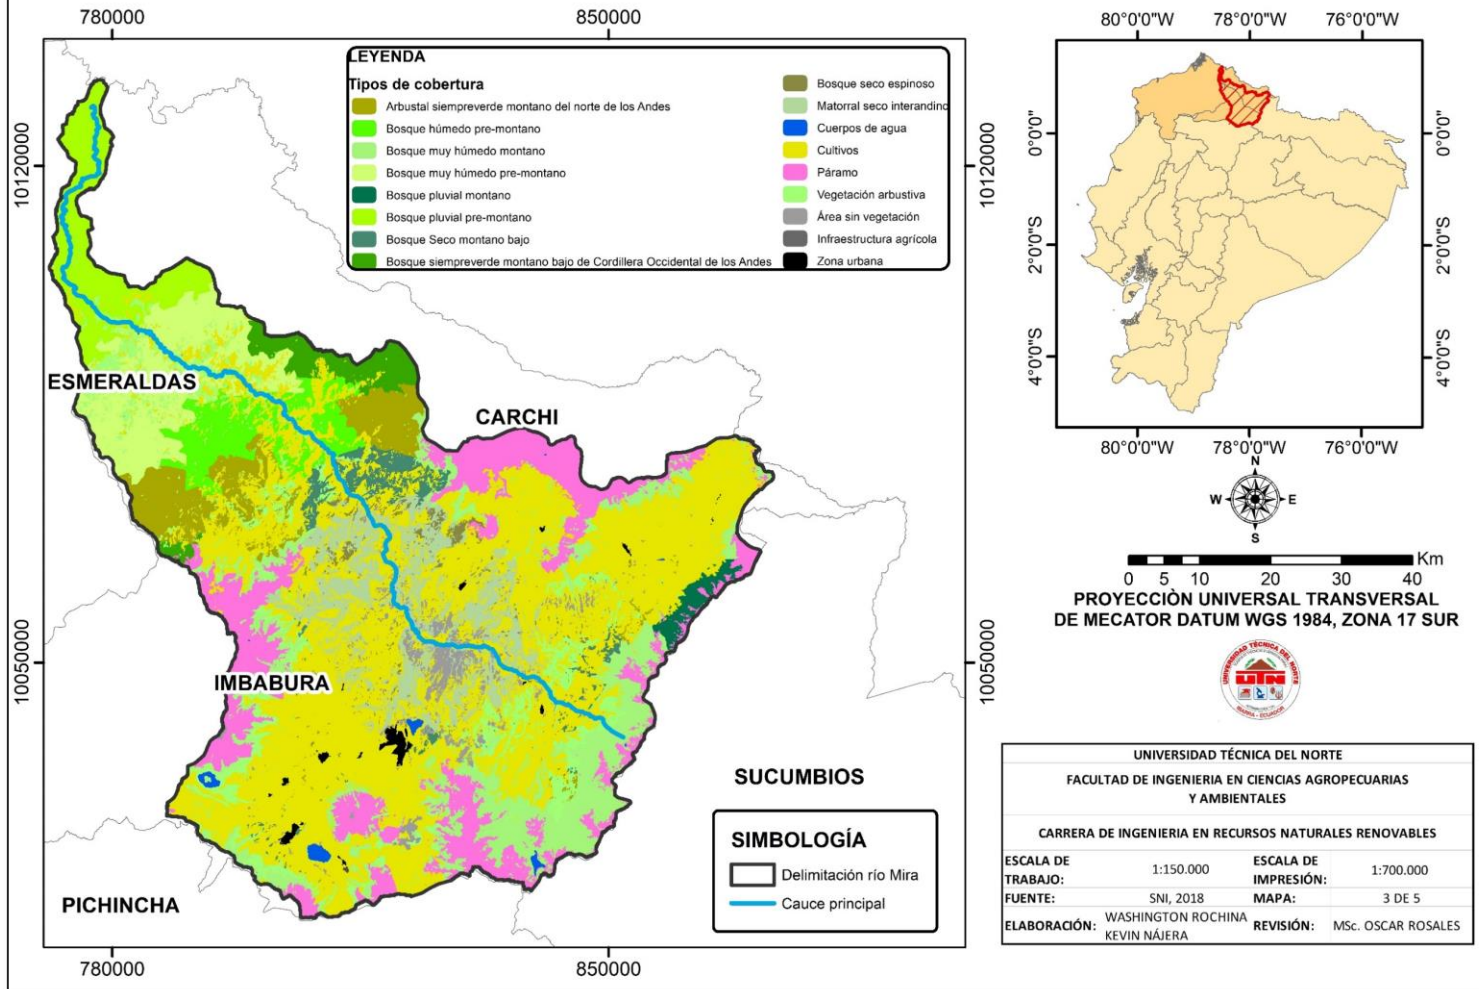 780000
850000
10120000
10050000
10120000
10050000
780000
850000
LEYENDA
Tipos de cobertura
Arbustal siempreverde montano del norte de los Andes
Bosque húmedo pre-montano
Bosque muy húmedo montano
Bosque muy húmedo pre-montano
Bosque pluvial montano
Bosque pluvial pre-montano
Bosque Seco montano bajo
Bosque siempreverde montano bajo de Cordillera Occidental de los Andes
Bosque seco espinoso
Matorral seco interandino
Cuerpos de agua
Cultivos
Páramo
Vegetación arbustiva
Área sin vegetación
Infraestructura agrícola
Zona urbana
ESMERALDAS
CARCHI
IMBABURA
SUCUMBIOS
PICHINCHA
SIMBOLOGÍA
Delimitación río Mira
Cauce principal
80°0'0"W
78°0'0"W
76°0'0"W
0°0'0"
2°0'0"S
4°0'0"S
0°0'0"
2°0'0"S
4°0'0"S
80°0'0"W
78°0'0"W
76°0'0"W
N
W
E
S
Km
0 5 10 20 30 40
PROYECCIÒN UNIVERSAL TRANSVERSAL
DE MECATOR DATUM WGS 1984, ZONA 17 SUR
UNIVERSIDAD TÉCNICA DEL NORTE
UTN
IBARRA - ECUADOR
UNIVERSIDAD TÉCNICA DEL NORTE
FACULTAD DE INGENIERIA EN CIENCIAS AGROPECUARIAS
Y AMBIENTALES
CARRERA DE INGENIERIA EN RECURSOS NATURALES RENOVABLES
ESCALA DE TRABAJO: 1:150.000 ESCALA DE IMPRESIÓN: 1:700.000
FUENTE: SNI, 2018 MAPA: 3 DE 5
ELABORACIÓN: WASHINGTON ROCHINA KEVIN NÁJERA REVISIÓN: MSc. OSCAR ROSALES